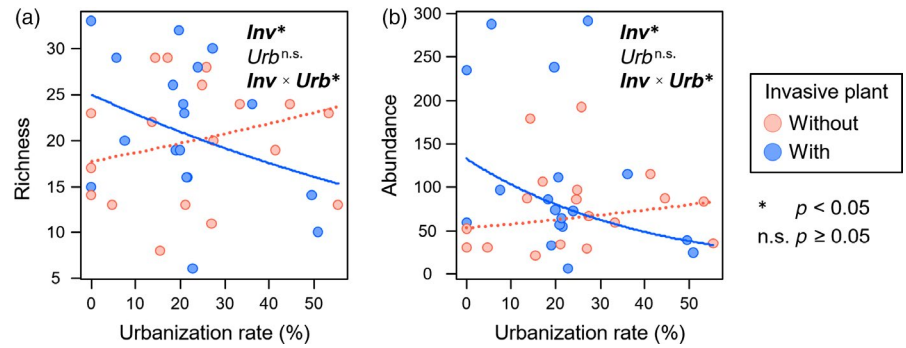 (a)
Inv*
Urb n.s.
Inv × Urb*
Richness
30
25
20
15
10
5
0 10 20 30 40 50
Urbanization rate (%)
(b)
Inv*
Urb n.s.
Inv × Urb*
Abundance
300
250
200
150
100
50
0
0 10 20 30 40 50
Urbanization rate (%)
Invasive plant
Without
With
* p < 0.05
n.s. p ≥ 0.05